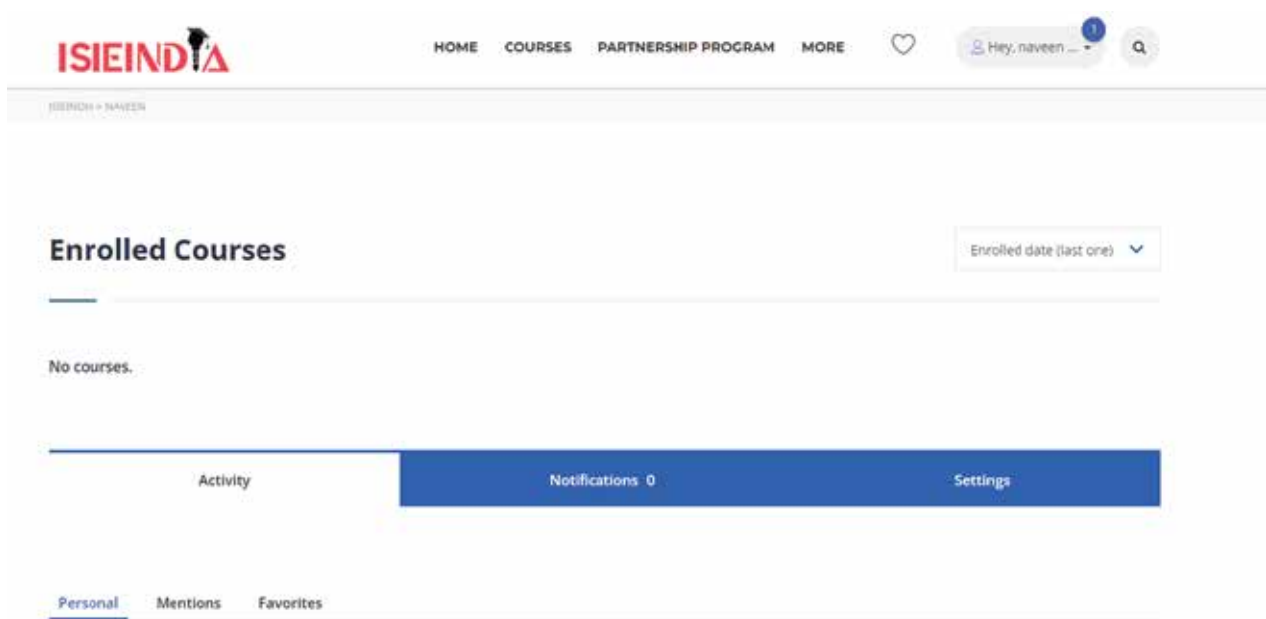 ISIEINDIA
HOME COURSES PARTNERSHIP PROGRAM MORE
Hey, naveen ...
1
> NAVEEN
Enrolled Courses
Enrolled date (last one)
No courses.
Activity
Notifications 0
Settings
Personal Mentions Favorites